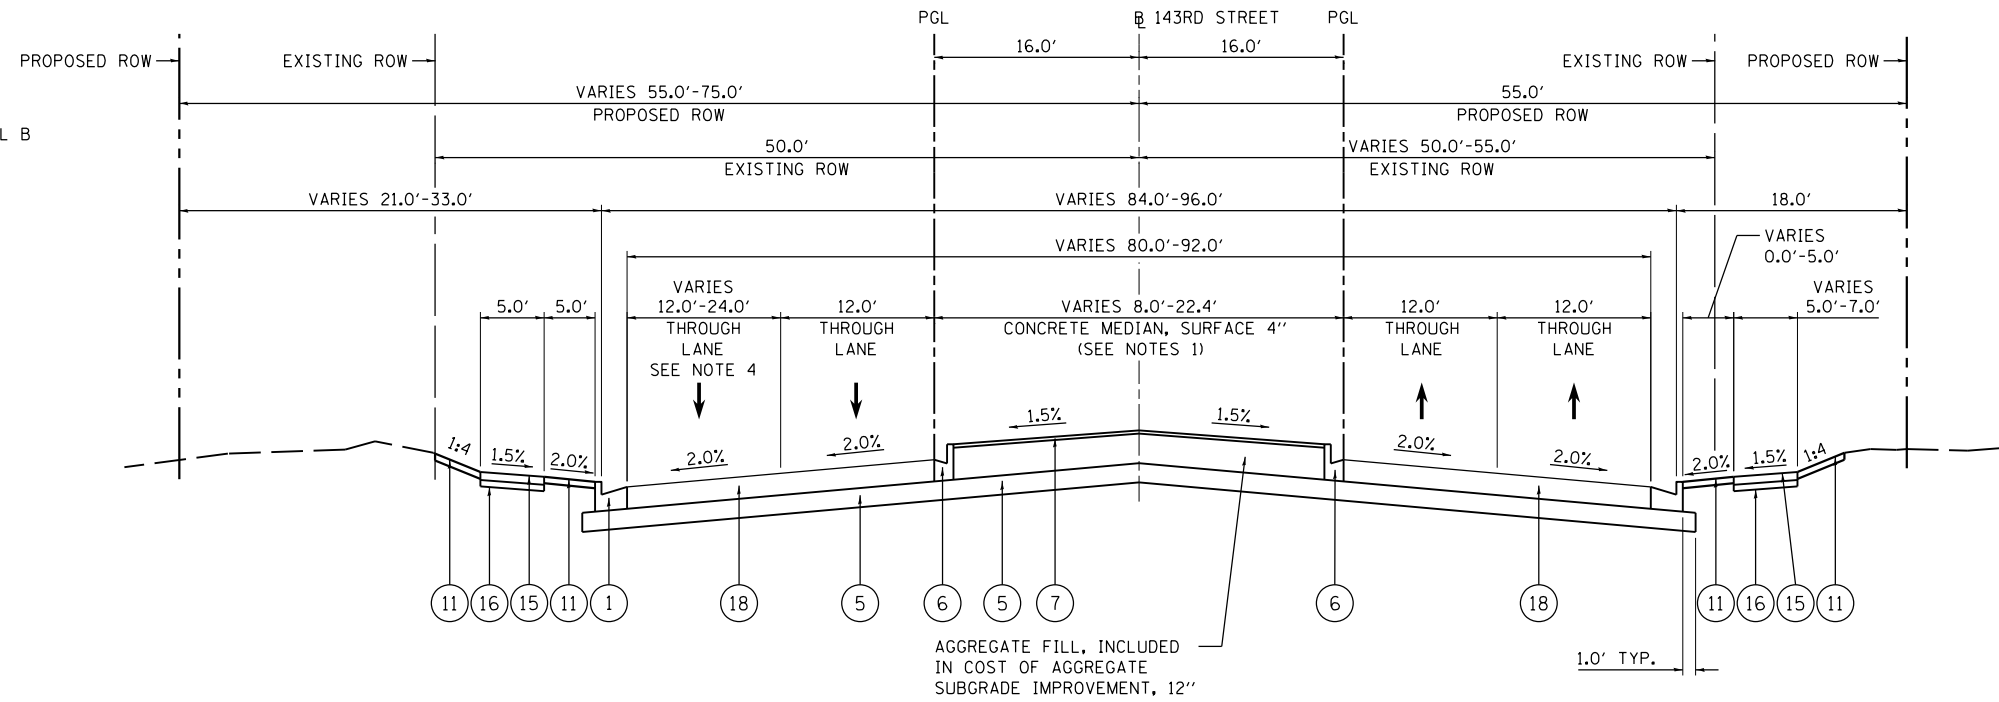 PGL
℄ 143RD STREET
PGL
16.0'
16.0'
PROPOSED ROW
EXISTING ROW
EXISTING ROW
PROPOSED ROW
VARIES 55.0'-75.0'
PROPOSED ROW
55.0'
PROPOSED ROW
L B
50.0'
EXISTING ROW
VARIES 50.0'-55.0'
EXISTING ROW
VARIES 21.0'-33.0'
VARIES 84.0'-96.0'
18.0'
VARIES 80.0'-92.0'
VARIES
0.0'-5.0'
5.0'
5.0'
VARIES
12.0'-24.0'
THROUGH
LANE
SEE NOTE 4
12.0'
THROUGH
LANE
VARIES 8.0'-22.4'
CONCRETE MEDIAN, SURFACE 4"
(SEE NOTES 1)
12.0'
THROUGH
LANE
12.0'
THROUGH
LANE
VARIES
5.0'-7.0'
1:4
1.5%
2.0%
2.0%
2.0%
1.5%
1.5%
2.0%
2.0%
2.0%
1.5%
1:4
11
16
15
11
1
18
5
6
5
7
6
18
11
16
15
11
AGGREGATE FILL, INCLUDED
IN COST OF AGGREGATE
SUBGRADE IMPROVEMENT, 12"
1.0' TYP.